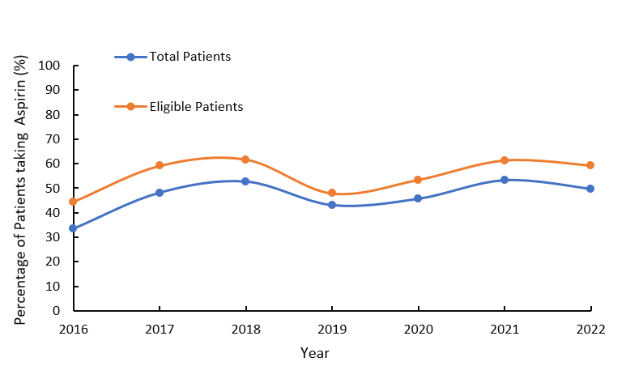 Total Patients
Eligible Patients
Percentage of Patients taking Aspirin (%)
100
90
80
70
60
50
40
30
20
10
0
2016 2017 2018 2019 2020 2021 2022
Year